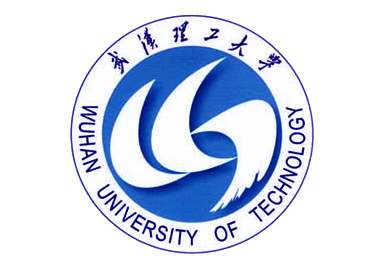 武漢理工大學
WUHAN UNIVERSITY OF TECHNOLOGY